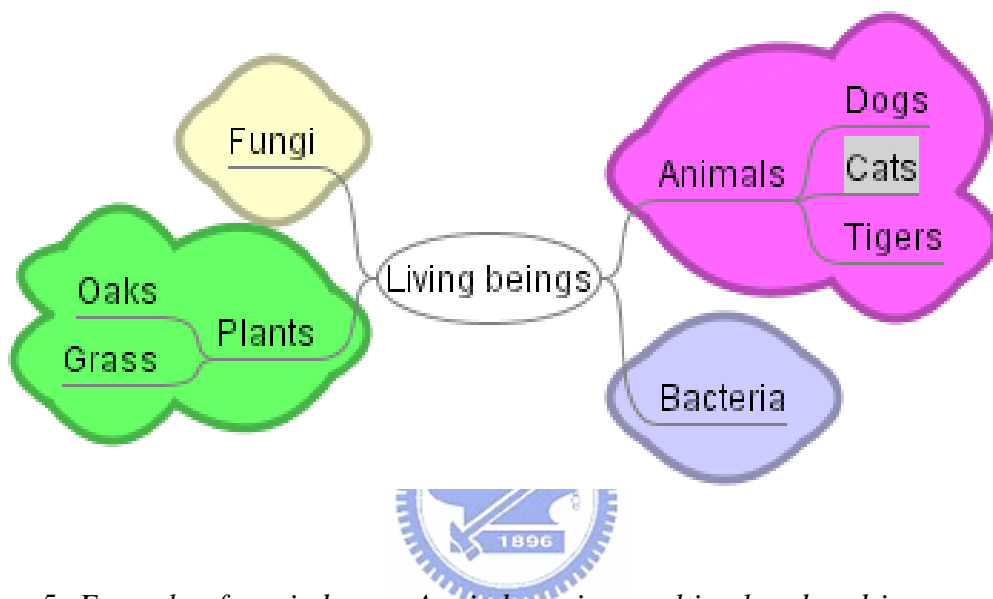 Fungi
Dogs
Animals
Cats
Tigers
Living beings
Oaks
Plants
Grass
Bacteria
1896